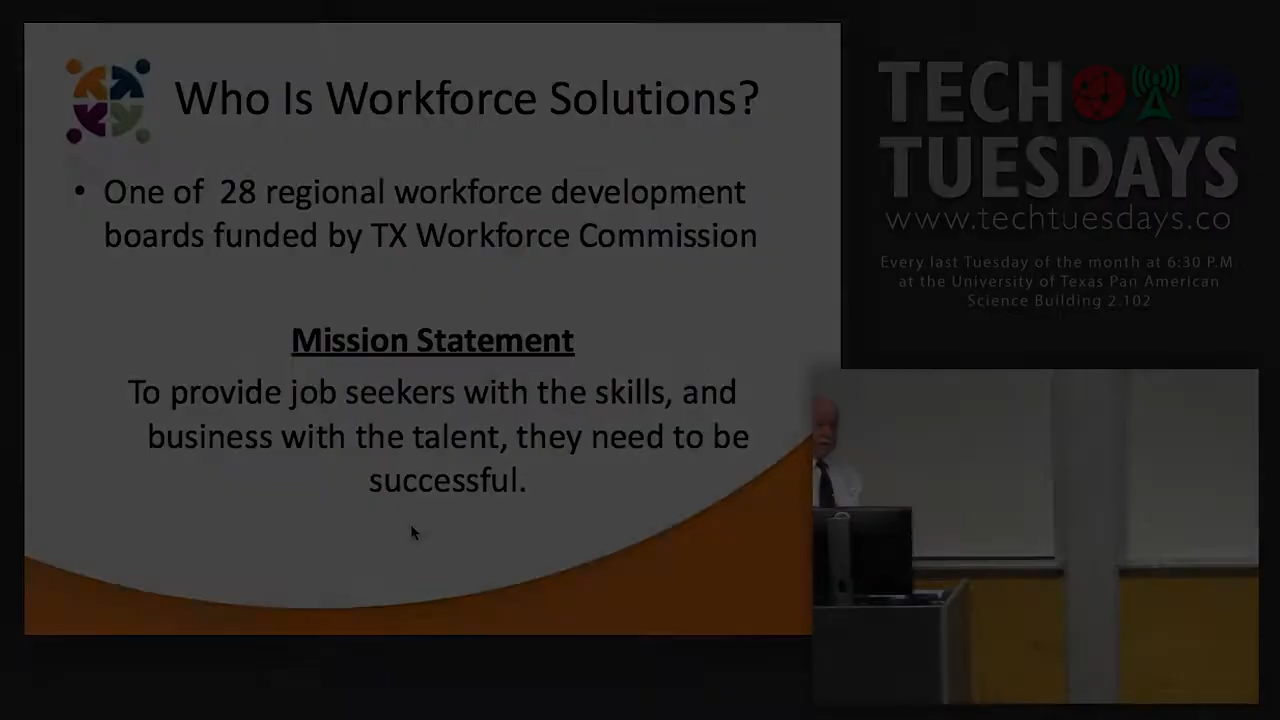 Who Is Workforce Solutions?
• One of 28 regional workforce development
boards funded by TX Workforce Commission
Mission Statement
To provide job seekers with the skills, and
business with the talent, they need to be
successful.
TECH
TUESDAYS
www.techtuesdays.co
Every last Tuesday of the month at 6:30 P.M
at the University of Texas Pan American
Science Building 2.102